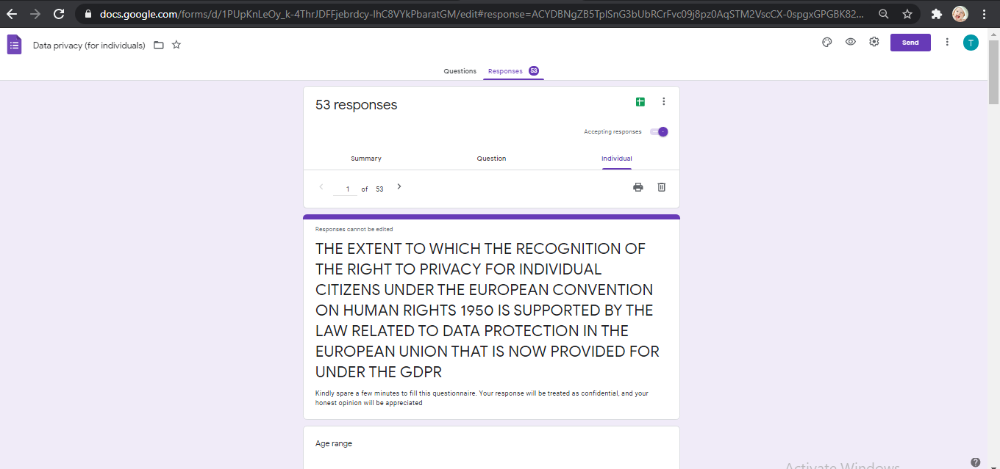 docs.google.com/forms/d/1PUpKnLeOy_k-4ThrJDFFjebrdcy-lhC8VYkPbaratGM/edit#response=ACYDBNgZB5TplSnG3bUbRCrFvc09j8pz0AqSTM2VscCX-0spgxGPGBK82...
Data privacy (for individuals)
Send
T
Questions Responses 53
53 responses
Accepting responses
Summary Question Individual
1 of 53
Responses cannot be edited
THE EXTENT TO WHICH THE RECOGNITION OF
THE RIGHT TO PRIVACY FOR INDIVIDUAL
CITIZENS UNDER THE EUROPEAN CONVENTION
ON HUMAN RIGHTS 1950 IS SUPPORTED BY THE
LAW RELATED TO DATA PROTECTION IN THE
EUROPEAN UNION THAT IS NOW PROVIDED FOR
UNDER THE GDPR
Kindly spare a few minutes to fill this questionnaire. Your response will be treated as confidential, and your
honest opinion will be appreciated
Age range
Activate Windows